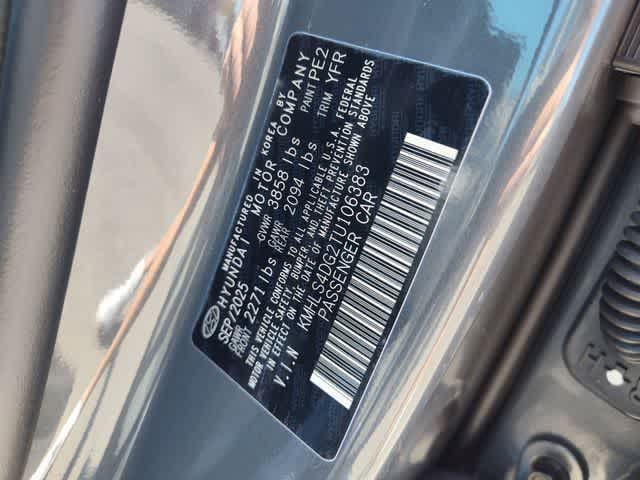 MANUFACTURED IN KOREA BY
HYUNDAI MOTOR COMPANY
SEP/2025 GVWR 3858 lbs PAINT PE2
GAWR FRONT 2271 lbs GAWR REAR 2094 lbs TRIM YFR
THIS VEHICLE CONFORMS TO ALL APPLICABLE U.S.A. FEDERAL
MOTOR VEHICLE SAFETY, BUMPER, AND THEFT PREVENTION STANDARDS
IN EFFECT ON THE DATE OF MANUFACTURE SHOWN ABOVE
V.I.N KMHLS4DG2TU106383
PASSENGER CAR